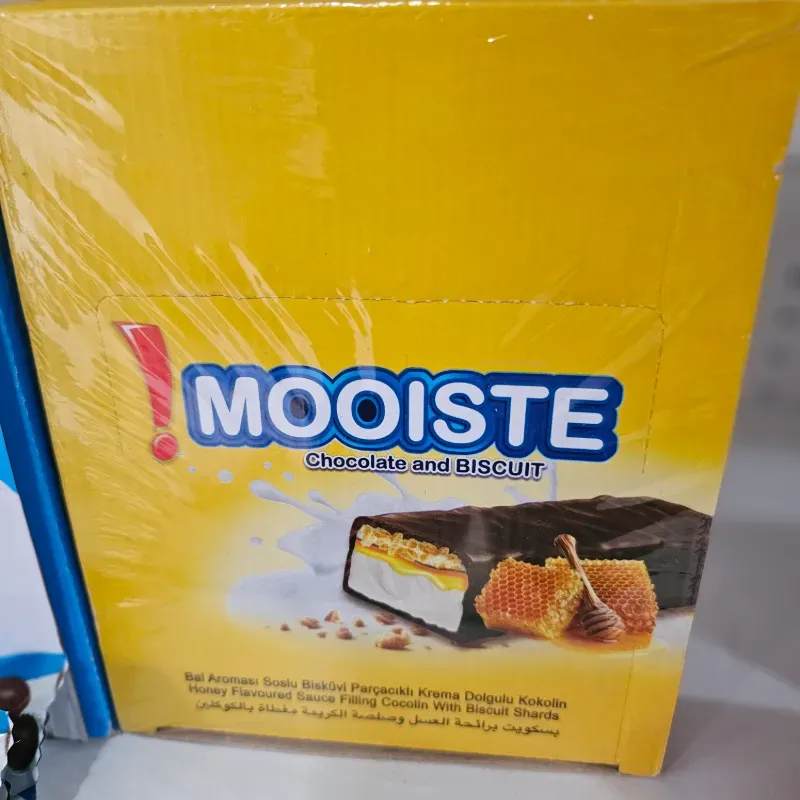 !MOOISTE
Chocolate and BISCUIT
Bal Aroması Soslu Bisküvi Parçacıklı Krema Dolgulu Kokolin
Honey Flavoured Sauce Filling Cocolin With Biscuit Shards
بسكويت برائحة العسل وصلصة الكريمة مغطاة بالكوكلين